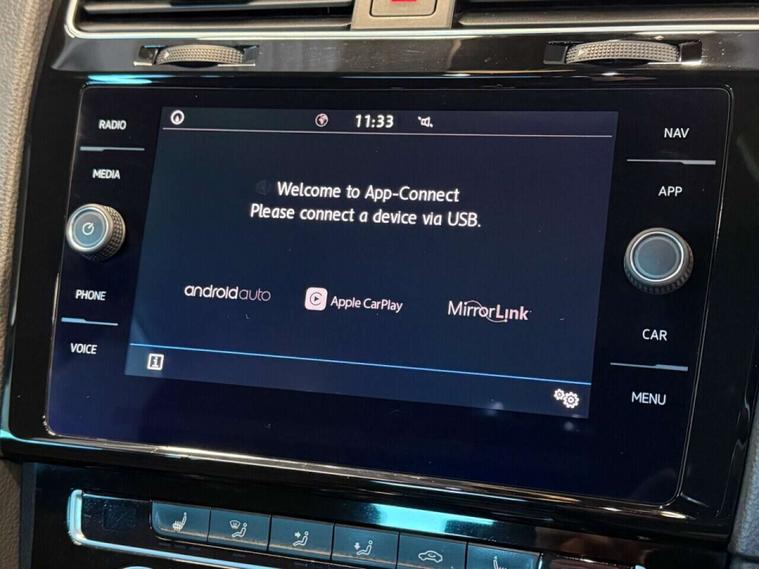 11:33
RADIO
MEDIA
PHONE
VOICE
Welcome to App-Connect
Please connect a device via USB.
androidauto
Apple CarPlay
MirrorLink
i
NAV
APP
CAR
MENU